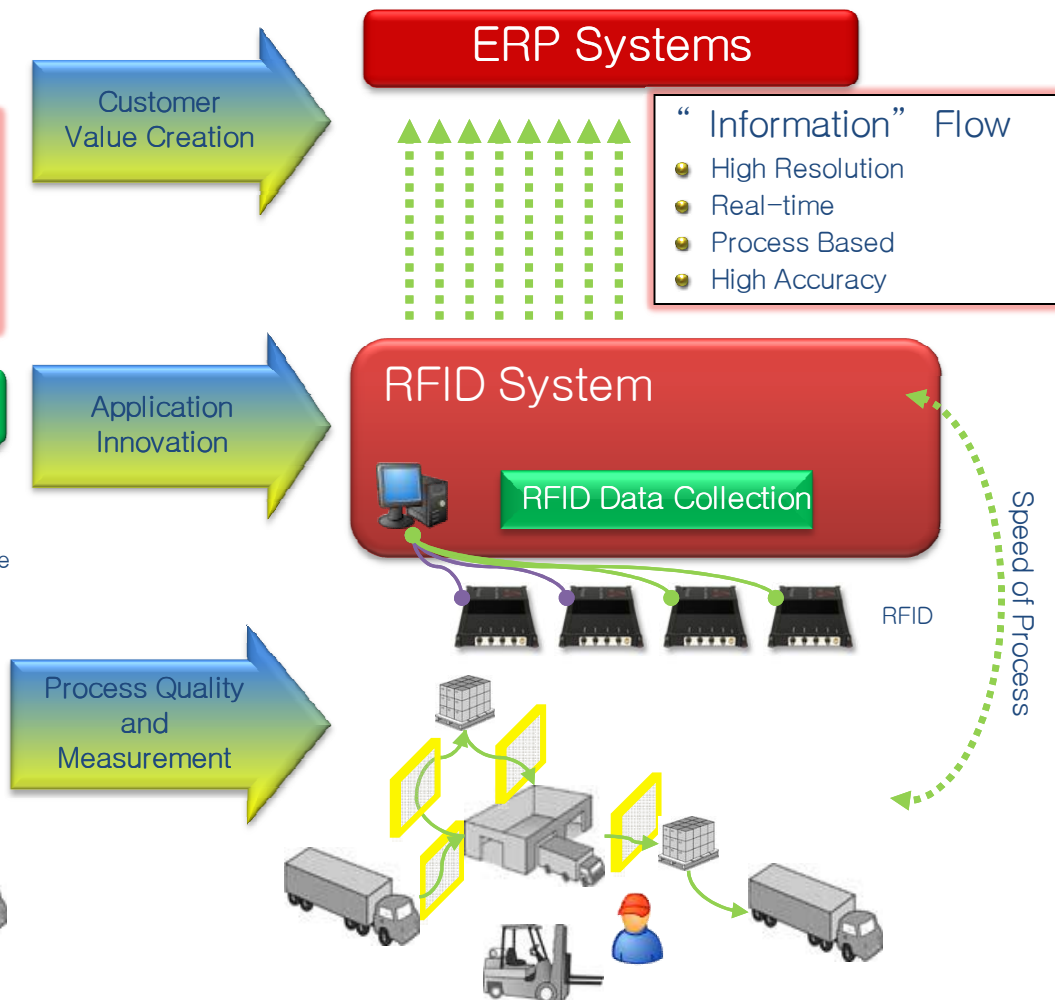 ERP Systems
Customer
Value Creation
“ Information” Flow
High Resolution
Real-time
Process Based
High Accuracy
RFID System
Application
Innovation
RFID Data Collection
e
RFID
Speed of Process
Process Quality
and
Measurement